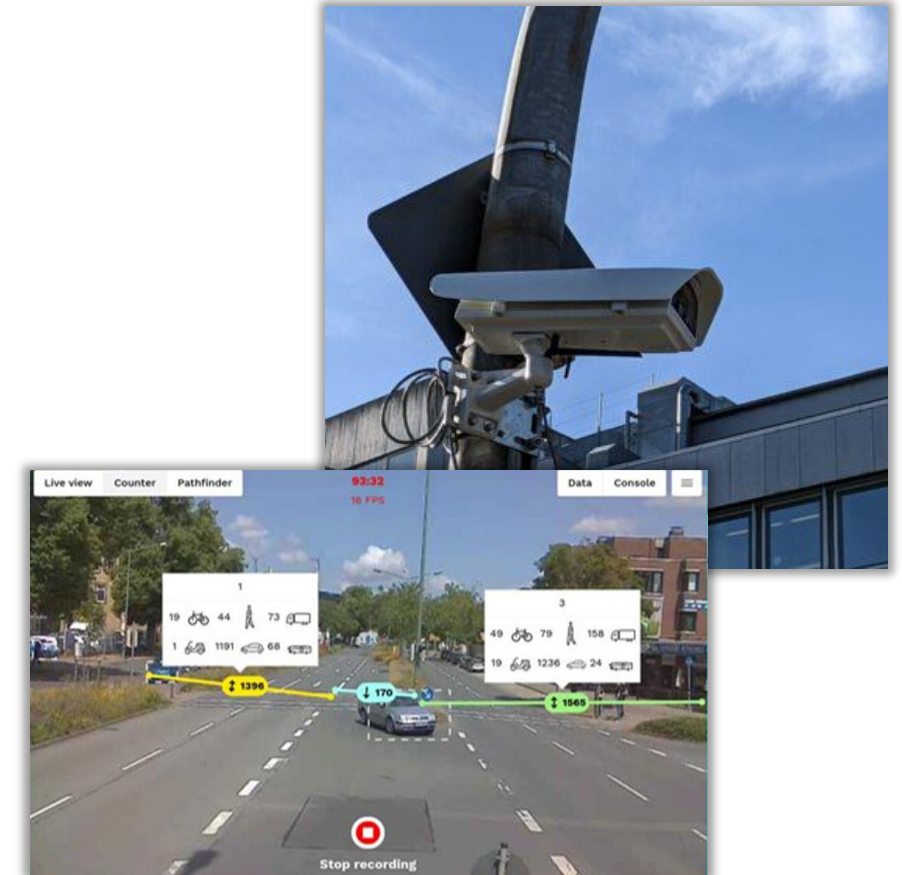 Live view Counter Pathfinder 93:32 Data Console
16 FPS
1
19 44 73
1 1191 68
3
49 79 158
19 1236 24
↕ 1396
↓ 170
↕ 1565
Stop recording